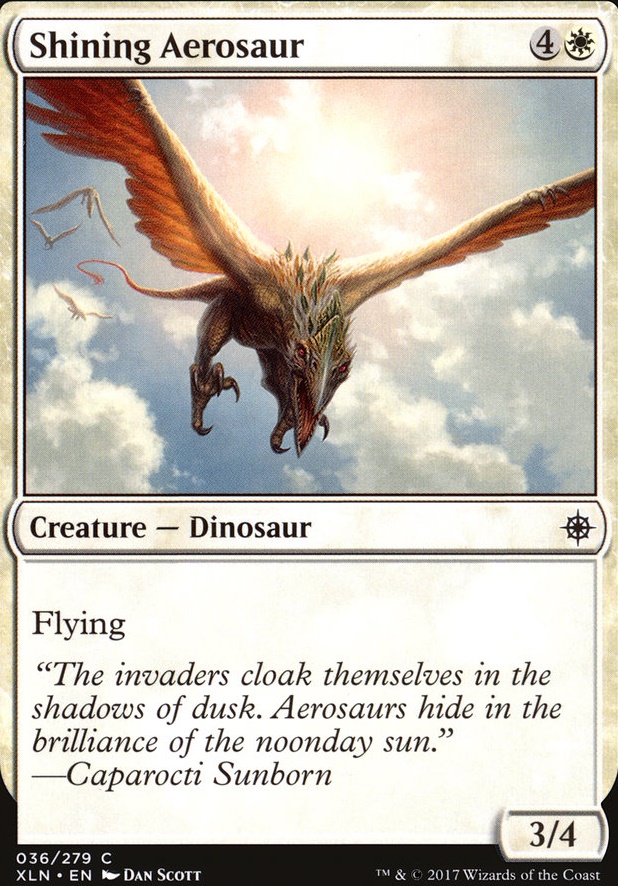 Shining Aerosaur 4
Creature — Dinosaur
Flying
“The invaders cloak themselves in the
shadows of dusk. Aerosaurs hide in the
brilliance of the noonday sun.”
—Caparocti Sunborn
3/4
036/279 C
XLN • EN Dan Scott
™ & © 2017 Wizards of the Coast